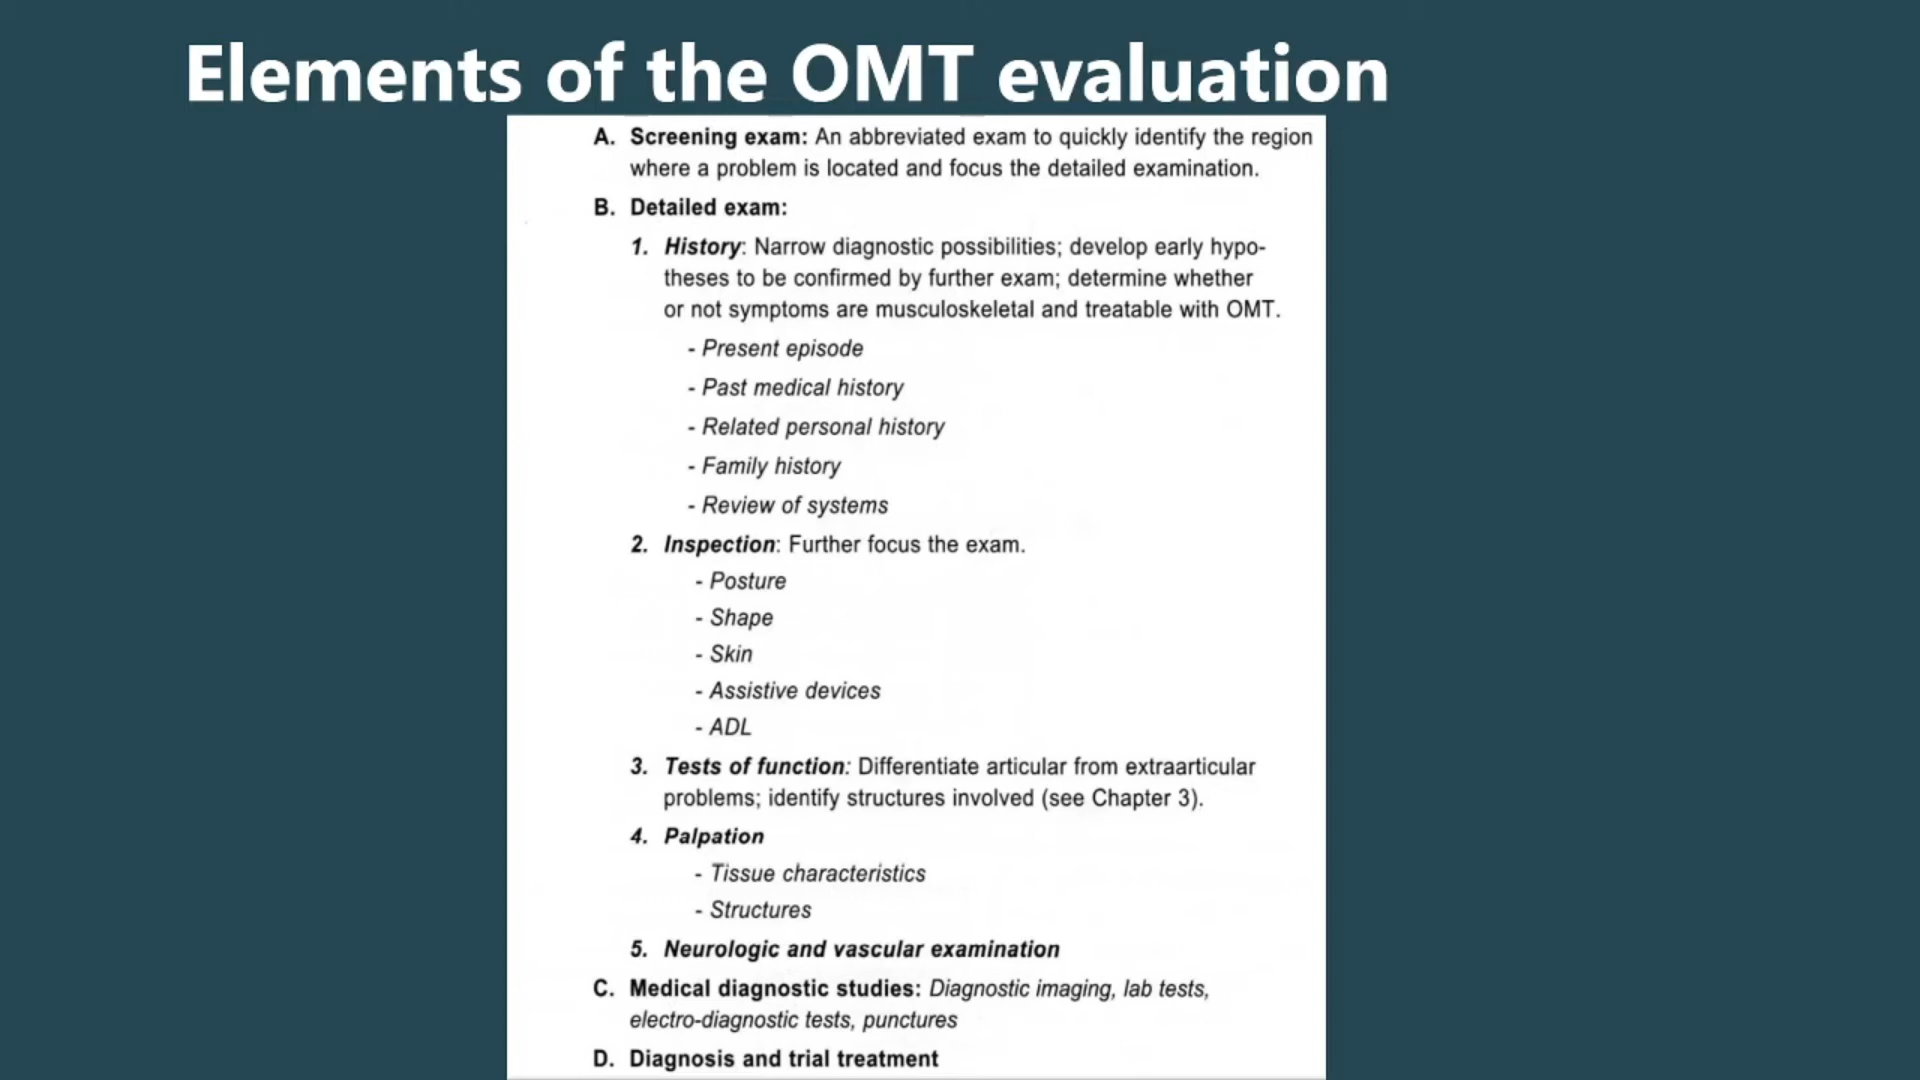 Elements of the OMT evaluation
A. Screening exam: An abbreviated exam to quickly identify the region
where a problem is located and focus the detailed examination.
B. Detailed exam:
1. History: Narrow diagnostic possibilities; develop early hypo-
theses to be confirmed by further exam; determine whether
or not symptoms are musculoskeletal and treatable with OMT.
- Present episode
- Past medical history
- Related personal history
- Family history
- Review of systems
2. Inspection: Further focus the exam.
- Posture
- Shape
- Skin
- Assistive devices
- ADL
3. Tests of function: Differentiate articular from extraarticular
problems; identify structures involved (see Chapter 3).
4. Palpation
- Tissue characteristics
- Structures
5. Neurologic and vascular examination
C. Medical diagnostic studies: Diagnostic imaging, lab tests,
electro-diagnostic tests, punctures
D. Diagnosis and trial treatment